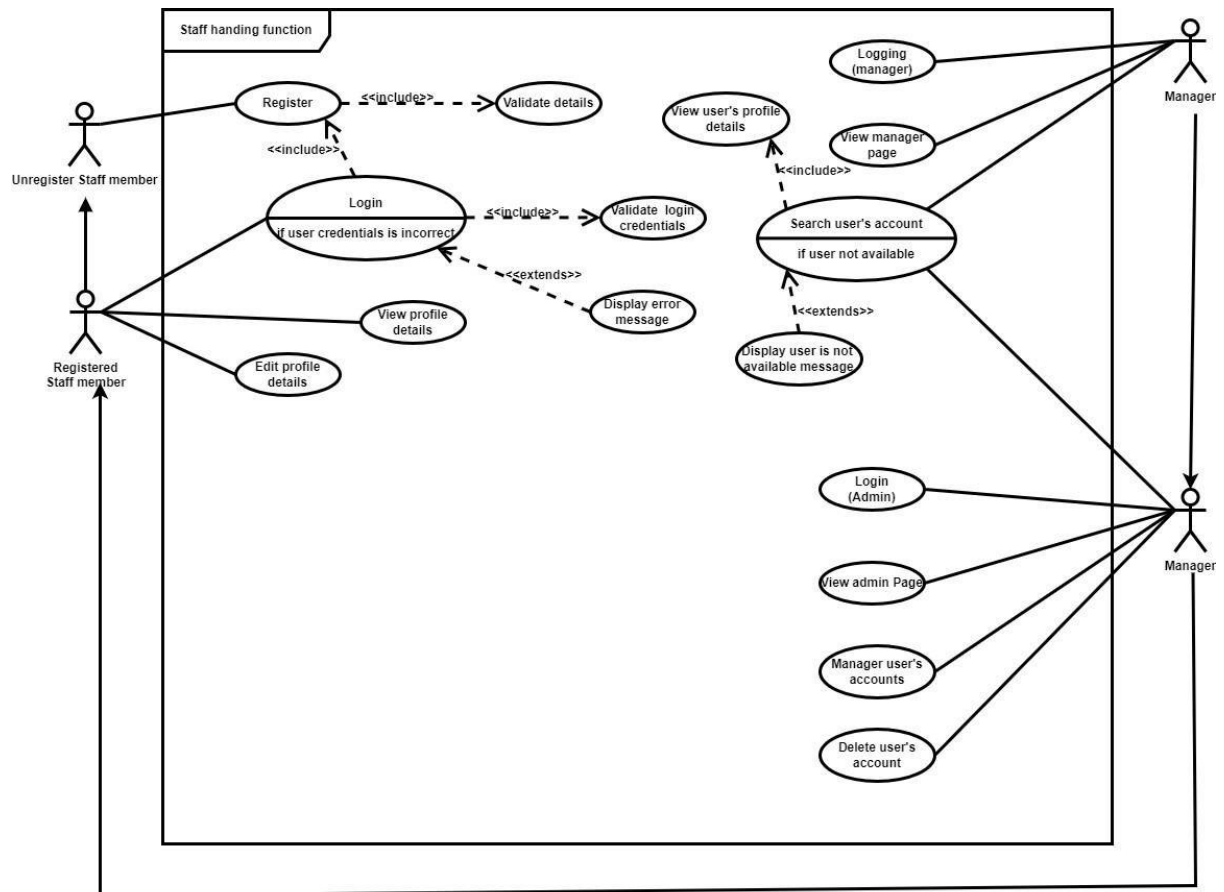 Staff handing function
Logging
(manager)
Manager
Register
<<include>>
Validate details
View user's profile
details
View manager
page
<<include>>
<<include>>
Unregister Staff member
Login
if user credentials is incorrect
<<include>>
Validate login
credentials
Search user's account
if user not available
<<extends>>
Display error
message
<<extends>>
View profile
details
Display user is not
available message
Registered
Staff member
Edit profile
details
Login
(Admin)
Manager
View admin Page
Manager user's
accounts
Delete user's
account